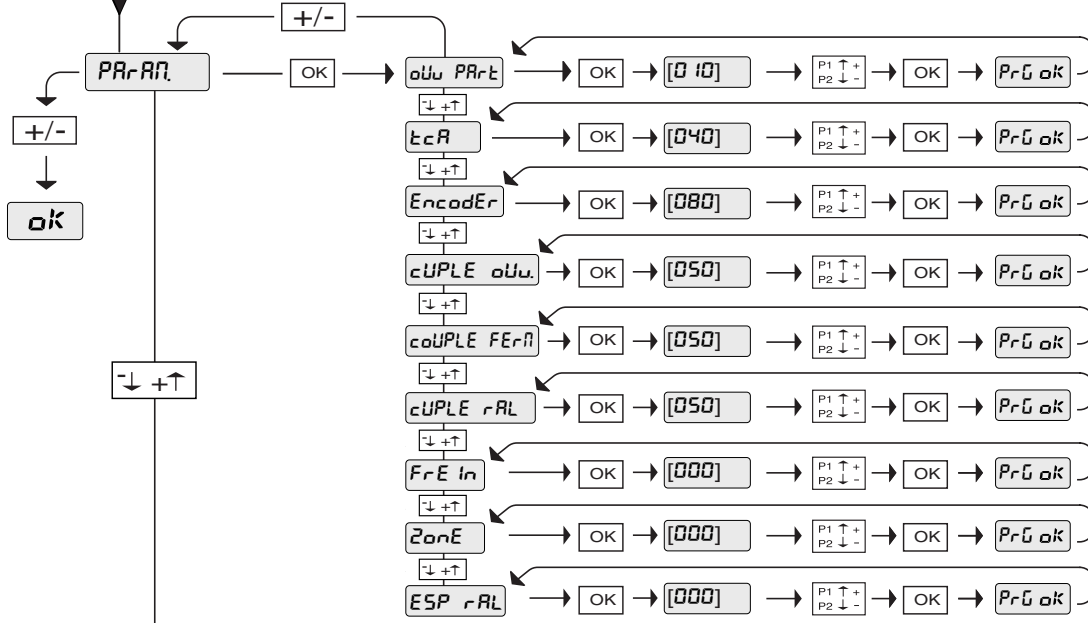 +/-
PArAM. OK oUv PArt OK [010] P1 ↑ + P2 ↓ - OK PrG oK
-↓ +↑
+/- tcA OK [040] P1 ↑ + P2 ↓ - OK PrG oK
-↓ +↑
oK EncodEr OK [080] P1 ↑ + P2 ↓ - OK PrG oK
-↓ +↑
cUPLE oUv. OK [050] P1 ↑ + P2 ↓ - OK PrG oK
-↓ +↑
coUPLE FErM OK [050] P1 ↑ + P2 ↓ - OK PrG oK
-↓ +↑
-↓ +↑
cUPLE rAL OK [050] P1 ↑ + P2 ↓ - OK PrG oK
-↓ +↑
FrEIn OK [000] P1 ↑ + P2 ↓ - OK PrG oK
-↓ +↑
ZonE OK [000] P1 ↑ + P2 ↓ - OK PrG oK
-↓ +↑
ESP rAL OK [000] P1 ↑ + P2 ↓ - OK PrG oK